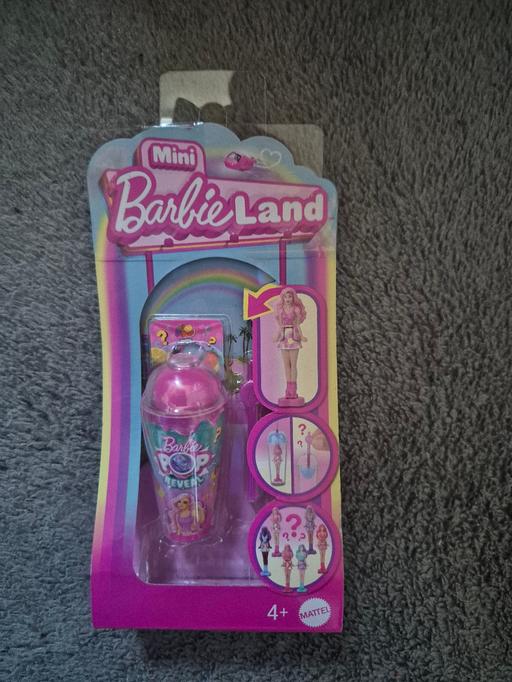 Mini
Barbie Land
?
?
Barbie
POP
REVEAL
?
?
?
? ? ?
4+
MATTEL